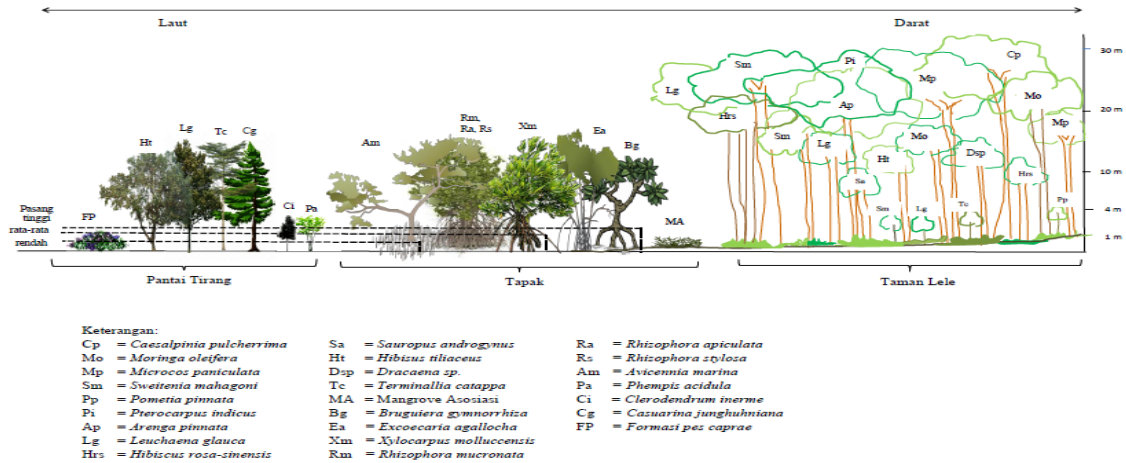 Laut Darat
30 m
Cp
Sm Pi
Mp
Lg Mo
20 m
Hrs Ap
Rm, Ra, Rs
Xm Ea
Mp
Lg Tc Cg
Ht
Am
Bg
Sm Lg Mo
Ht Dsp
Sa Hrs
10 m
Pasang
tinggi
rata-rata
rendah
FP
Ci Pa
MA
Sm Lg Tc Pp
4 m
1 m
Pantai Tirang Tapak Taman Lele
Keterangan:
Cp = Caesalpinia pulcherrima
Mo = Moringa oleifera
Mp = Microcos paniculata
Sm = Sweitenia mahagoni
Pp = Pometia pinnata
Pi = Pterocarpus indicus
Ap = Arenga pinnata
Lg = Leuchaena glauca
Hrs = Hibiscus rosa-sinensis
Sa = Sauropus androgynus
Ht = Hibisus tiliaceus
Dsp = Dracaena sp.
Tc = Terminallia catappa
MA = Mangrove Asosiasi
Bg = Bruguiera gymnorrhiza
Ea = Excoecaria agallocha
Xm = Xylocarpus molluccensis
Rm = Rhizophora mucronata
Ra = Rhizophora apiculata
Rs = Rhizophora stylosa
Am = Avicennia marina
Pa = Phempis acidula
Ci = Clerodendrum inerme
Cg = Casuarina junghuhniana
FP = Formasi pes caprae